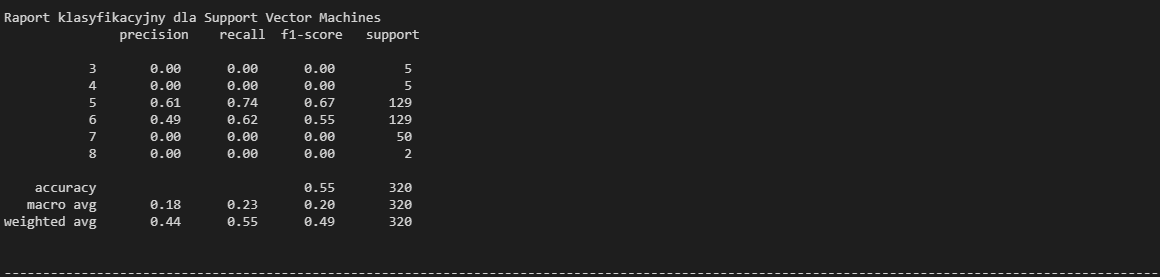 Raport klasyfikacyjny dla Support Vector Machines
precision recall f1-score support
3 0.00 0.00 0.00 5
4 0.00 0.00 0.00 5
5 0.61 0.74 0.67 129
6 0.49 0.62 0.55 129
7 0.00 0.00 0.00 50
8 0.00 0.00 0.00 2
accuracy 0.55 320
macro avg 0.18 0.23 0.20 320
weighted avg 0.44 0.55 0.49 320